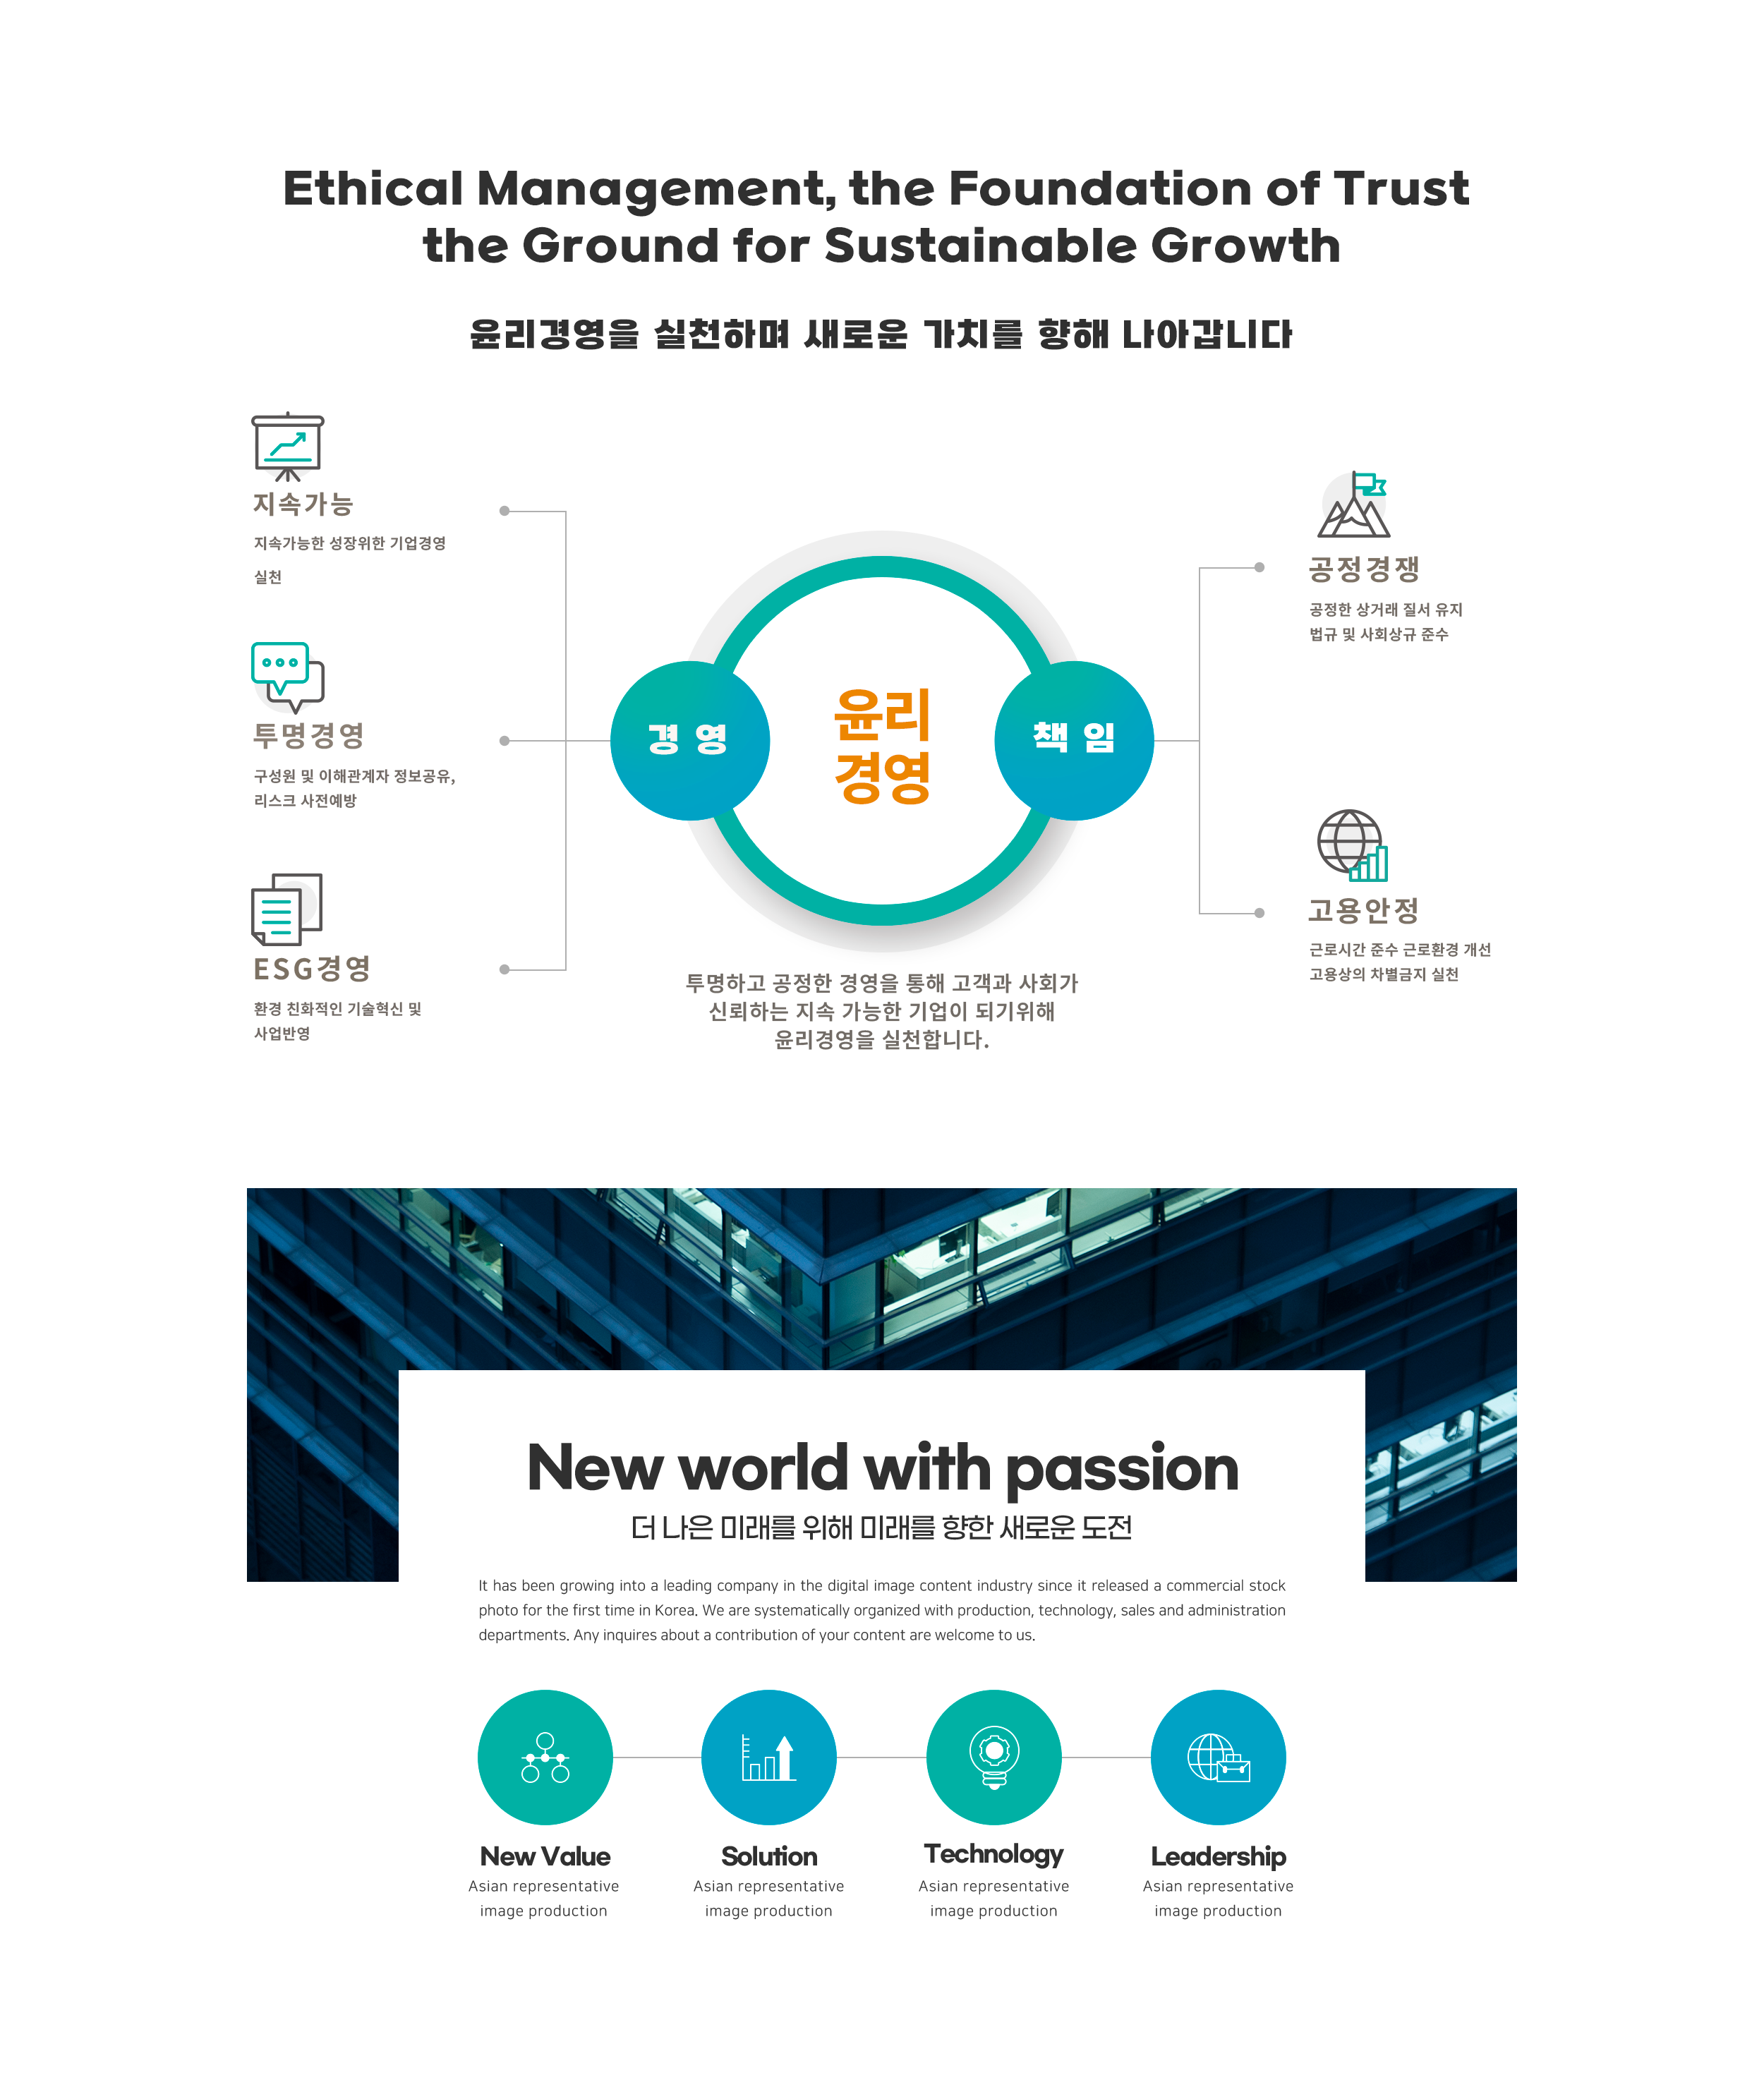 Ethical Management, the Foundation of Trust
the Ground for Sustainable Growth
윤리경영을 실천하며 새로운 가치를 향해 나아갑니다
지속가능
지속가능한 성장위한 기업경영
실천
투명경영
구성원 및 이해관계자 정보공유,
리스크 사전예방
ESG경영
환경 친화적인 기술혁신 및
사업반영
경 영
윤리
경영
책 임
공정경쟁
공정한 상거래 질서 유지
법규 및 사회상규 준수
고용안정
근로시간 준수 근로환경 개선
고용상의 차별금지 실천
투명하고 공정한 경영을 통해 고객과 사회가
신뢰하는 지속 가능한 기업이 되기위해
윤리경영을 실천합니다.
New world with passion
더 나은 미래를 위해 미래를 향한 새로운 도전
It has been growing into a leading company in the digital image content industry since it released a commercial stock
photo for the first time in Korea. We are systematically organized with production, technology, sales and administration
departments. Any inquires about a contribution of your content are welcome to us.
New Value
Asian representative
image production
Solution
Asian representative
image production
Technology
Asian representative
image production
Leadership
Asian representative
image production